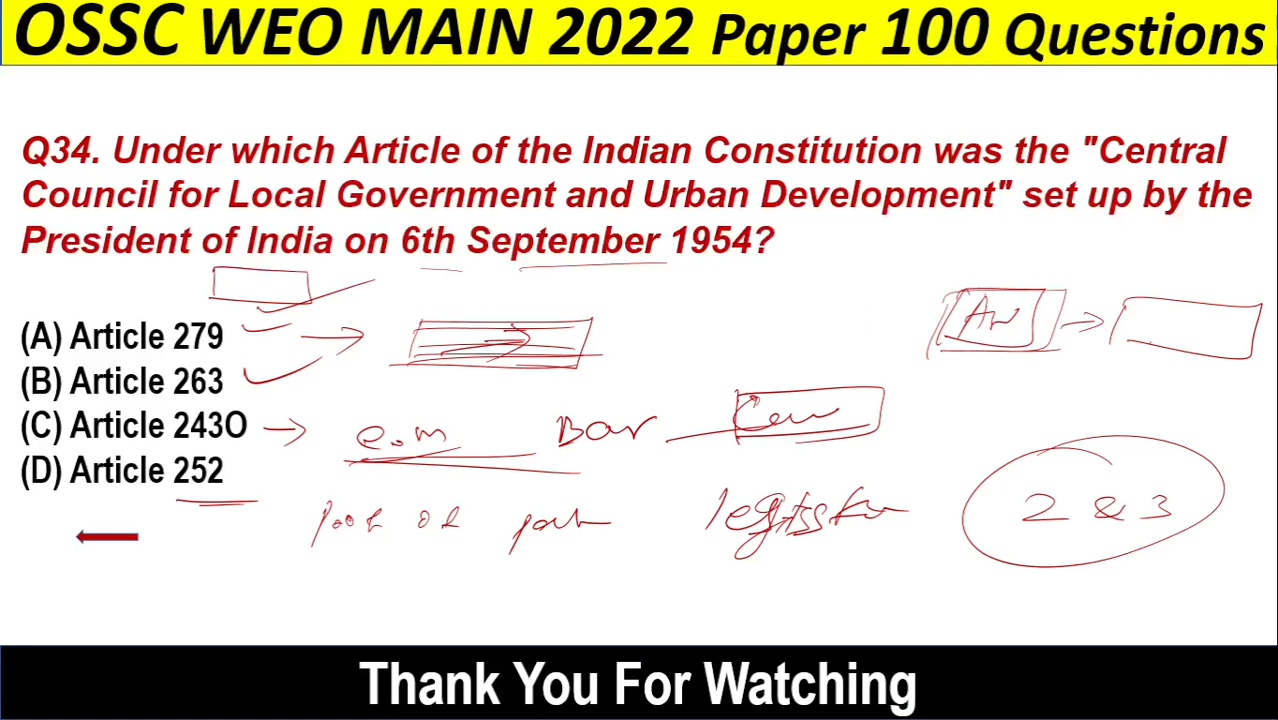 OSSC WEO MAIN 2022 Paper 100 Questions
Q34. Under which Article of the Indian Constitution was the "Central
Council for Local Government and Urban Development" set up by the
President of India on 6th September 1954?
(A) Article 279
(B) Article 263
(C) Article 243O
(D) Article 252
Bar
2 & 3
Thank You For Watching